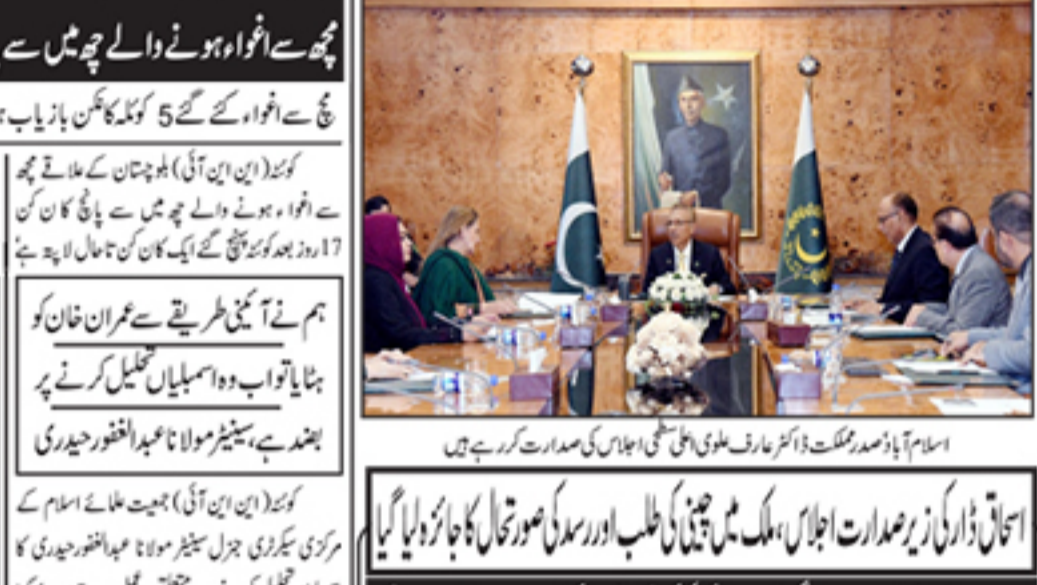 مچھ سے اغواء ہونے والے چھ میں سے
مچ سے اغواء کئے گئے 5 کوئلہ کانکن بازیاب
کوئٹہ (این این آئی) بلوچستان کے علاقے مچھ
سے اغواء ہونے والے چھ میں سے پانچ کان کن
17 روز بعد کوئٹہ پہنچ گئے ایک کان کن تاحال لاپتہ ہے
ہم نے آئینی طریقے سے عمران خان کو
ہٹایا تو اب وہ اسمبلیاں تحلیل کرنے پر
بضد ہے، سینیٹر مولانا عبدالغفور حیدری
کوئٹہ (این این آئی) جمعیت علمائے اسلام کے
مرکزی سیکرٹری جنرل سینیٹر مولانا عبدالغفور حیدری کا
اسلام آباد: صدر مملکت ڈاکٹر عارف علوی اعلیٰ سطحی اجلاس کی صدارت کر رہے ہیں
اسحاق ڈار کی زیر صدارت اجلاس، ملک میں چینی کی طلب اور رسد کی صورتحال کا جائزہ لیا گیا